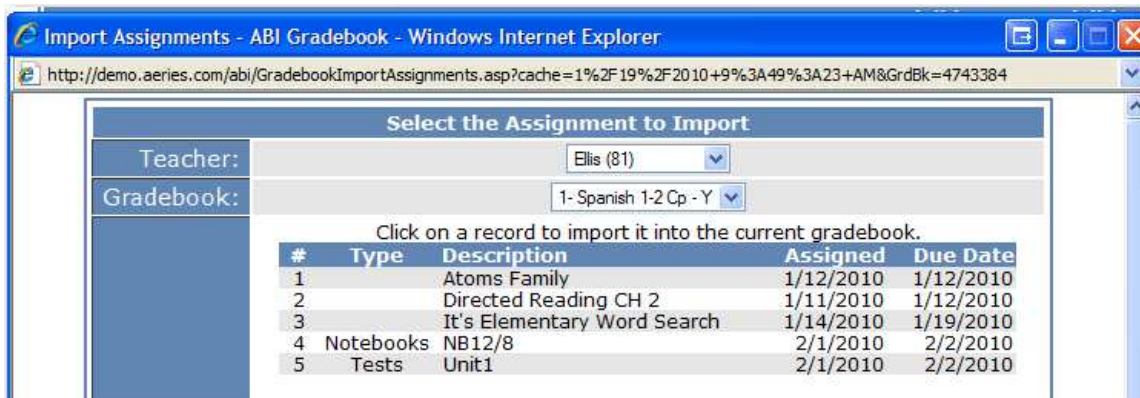 Import Assignments - ABI Gradebook - Windows Internet Explorer
http://demo.aeries.com/abi/GradebookImportAssignments.asp?cache=1%2F19%2F2010+9%3A49%3A23+AM&GrdBk=4743384
Select the Assignment to Import
Teacher: Ellis (81)
Gradebook: 1- Spanish 1-2 Cp - Y
Click on a record to import it into the current gradebook.
# Type Description Assigned Due Date
1 Atoms Family 1/12/2010 1/12/2010
2 Directed Reading CH 2 1/11/2010 1/12/2010
3 It's Elementary Word Search 1/14/2010 1/19/2010
4 Notebooks NB12/8 2/1/2010 2/2/2010
5 Tests Unit1 2/1/2010 2/2/2010